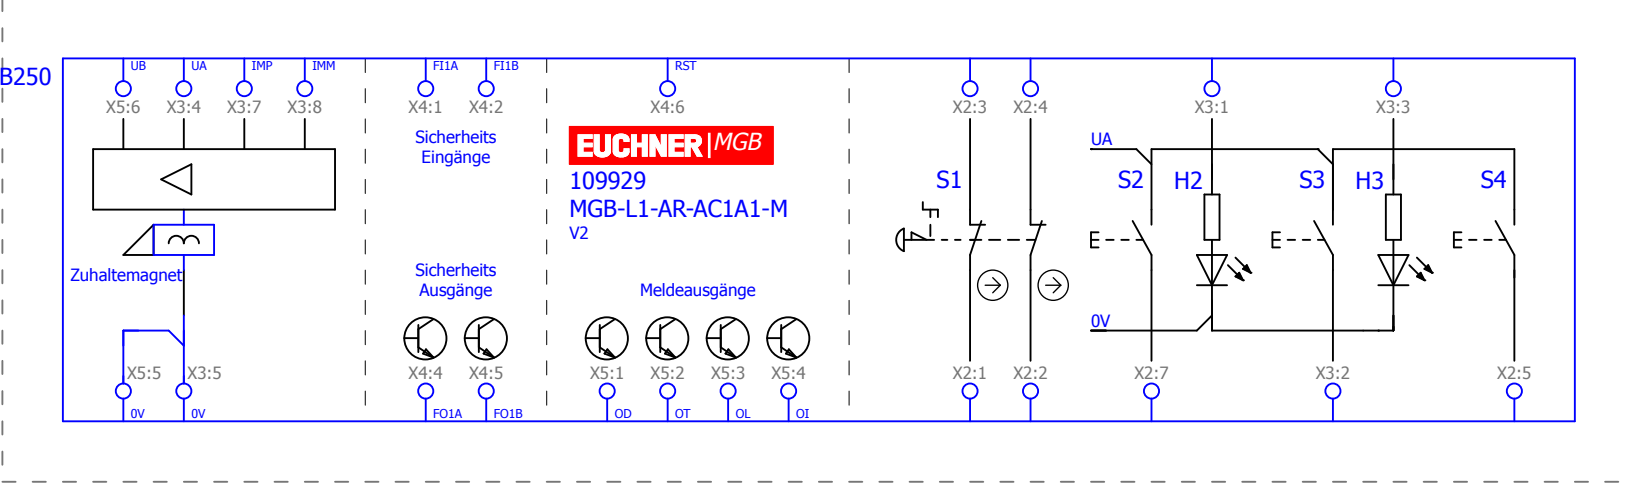 B250
UB UA IMP IMM FI1A FI1B RST
X5:6 X3:4 X3:7 X3:8 X4:1 X4:2 X4:6 X2:3 X2:4 X3:1 X3:3
Sicherheits
Eingänge
EUCHNER|MGB
109929
MGB-L1-AR-AC1A1-M
V2
UA
S1 S2 H2 S3 H3 S4
Zuhaltemagnet
Sicherheits
Ausgänge
Meldeausgänge
0V
X5:5 X3:5 X4:4 X4:5 X5:1 X5:2 X5:3 X5:4 X2:1 X2:2 X2:7 X3:2 X2:5
0V 0V FO1A FO1B OD OT OL OI